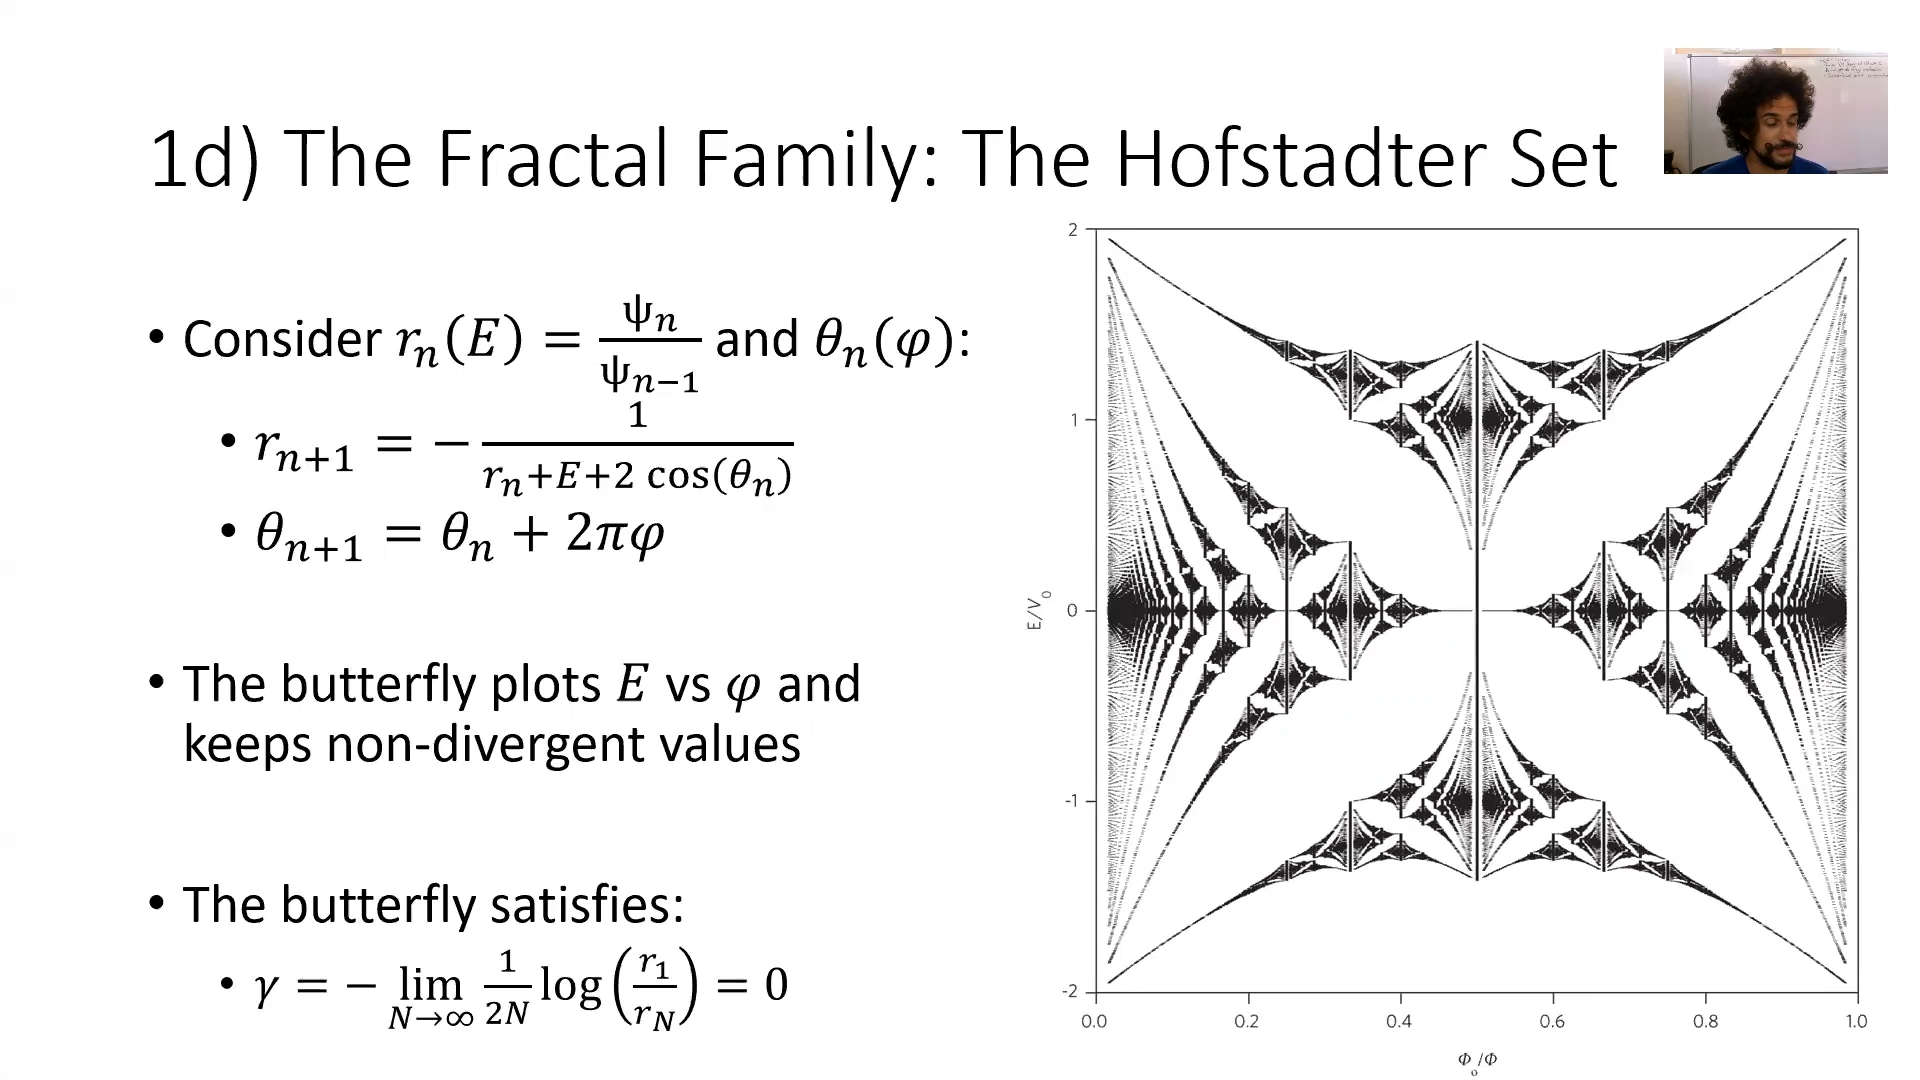 1d) The Fractal Family: The Hofstadter Set
• Consider rₙ(E) = ψₙ/ψₙ₋₁ and θₙ(φ):
• rₙ₊₁ = − 1/(rₙ+E+2 cos(θₙ))
• θₙ₊₁ = θₙ + 2πφ
• The butterfly plots E vs φ and
keeps non-divergent values
• The butterfly satisfies:
• γ = − lim N→∞ 1/2N log(r₁/r_N) = 0
2
1
0
-1
-2
E/V₀
0.0 0.2 0.4 0.6 0.8 1.0
Φ₀/Φ